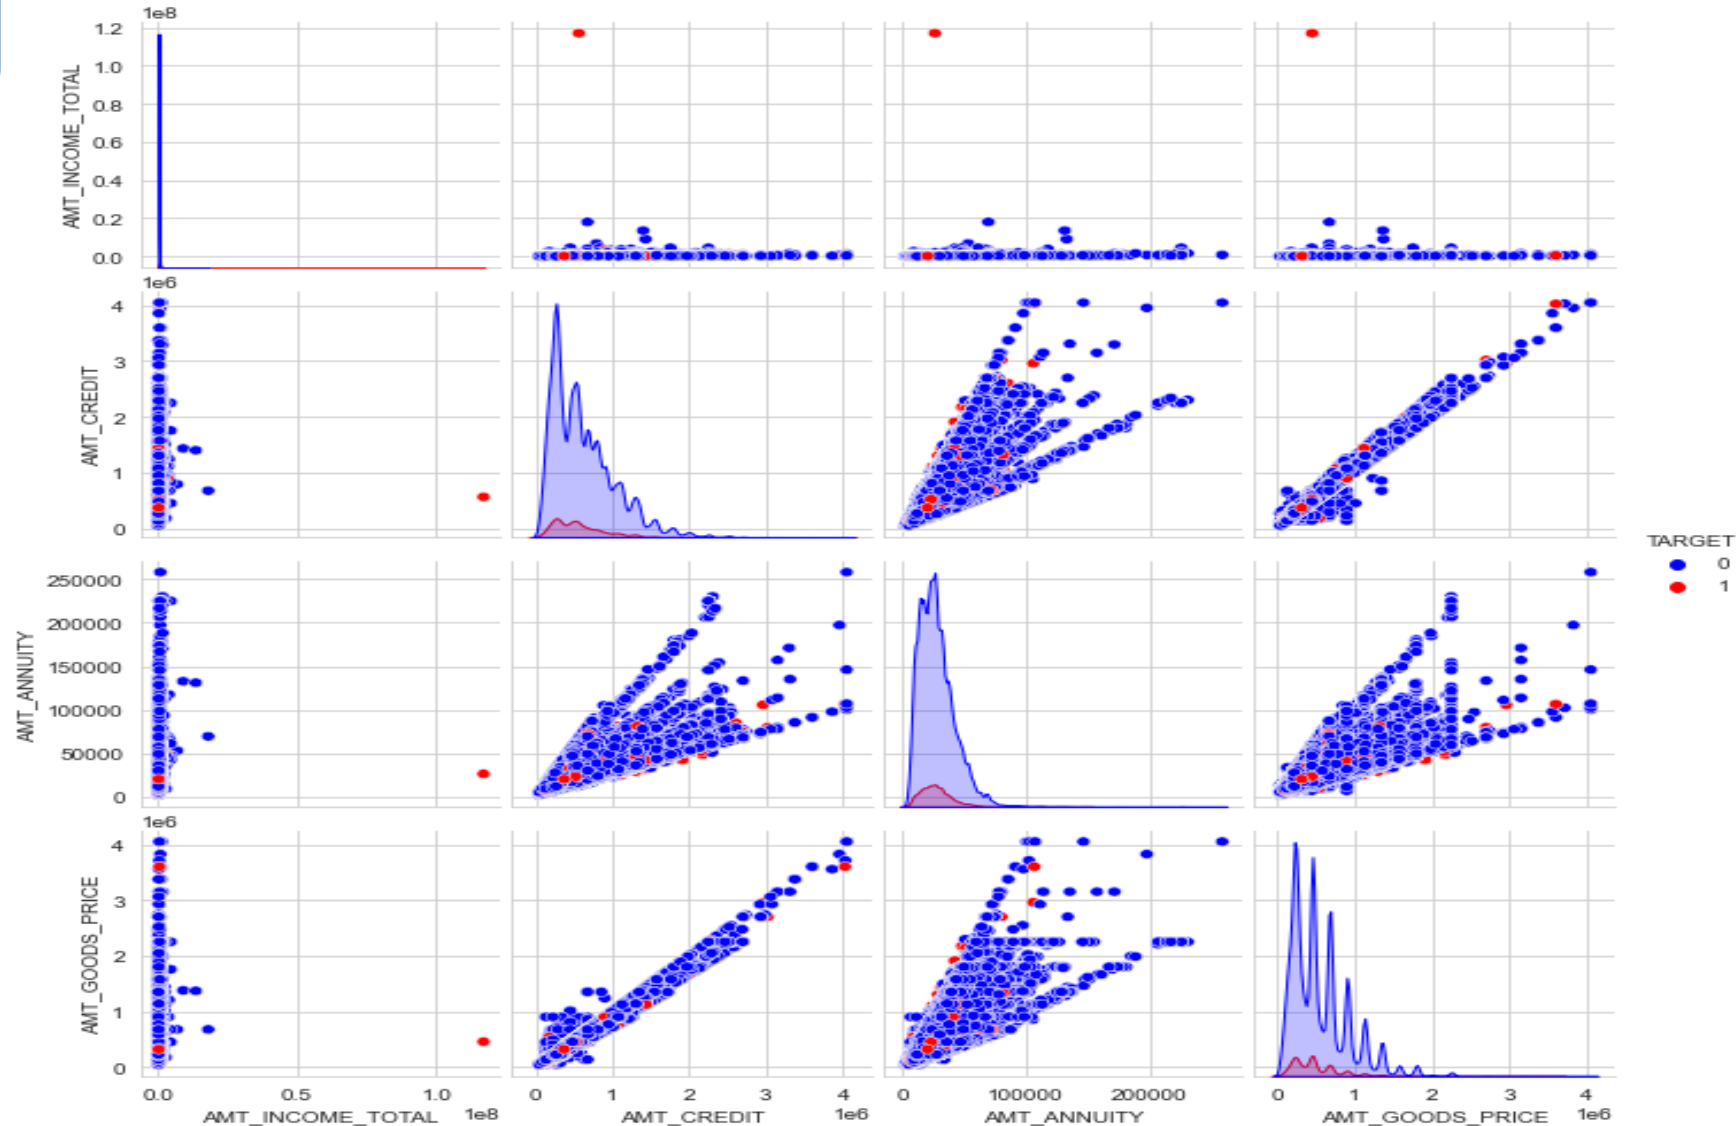 1e8
1.2
1.0
0.8
0.6
0.4
0.2
0.0
AMT_INCOME_TOTAL
1e6
4
3
2
1
0
AMT_CREDIT
TARGET
0
1
250000
200000
150000
100000
50000
0
AMT_ANNUITY
1e6
4
3
2
1
0
AMT_GOODS_PRICE
0.0 0.5 1.0 0 1 2 3 4 0 100000 200000 0 1 2 3 4
AMT_INCOME_TOTAL 1e8 AMT_CREDIT 1e6 AMT_ANNUITY AMT_GOODS_PRICE 1e6